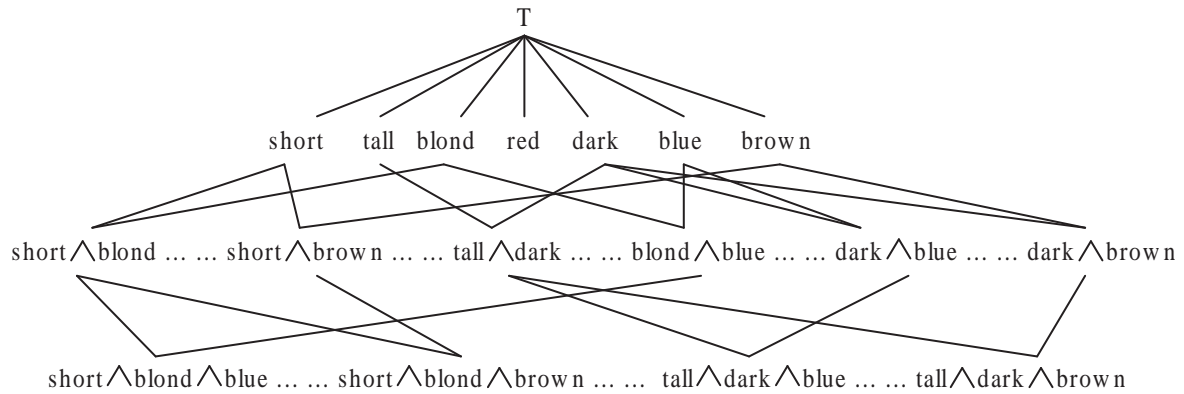 T
short tall blond red dark blue brown
short∧blond ... ... short∧brown ... ... tall∧dark ... ... blond∧blue ... ... dark∧blue ... ... dark∧brown
short∧blond∧blue ... ... short∧blond∧brown ... ... tall∧dark∧blue ... ... tall∧dark∧brown